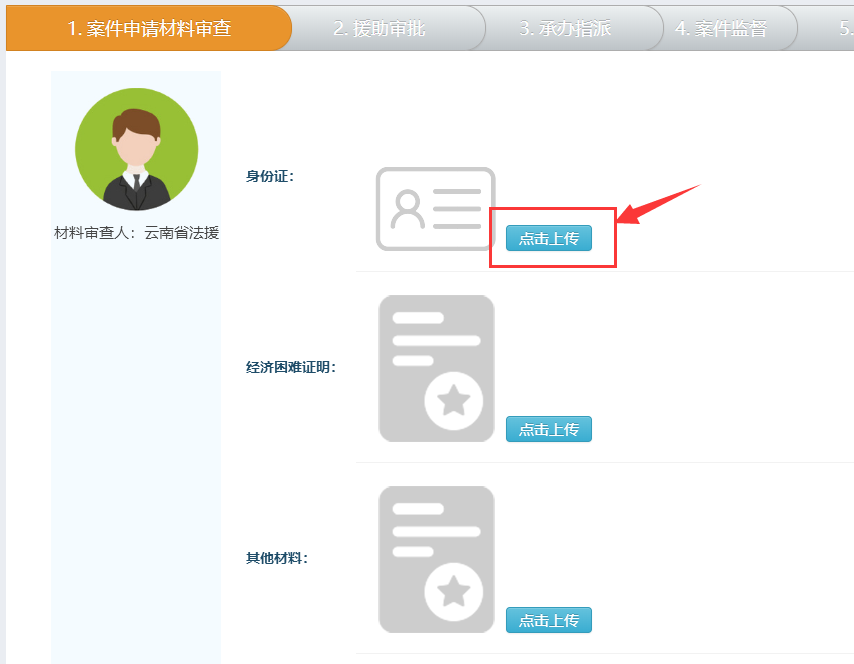 1. 案件申请材料审查
2. 援助审批
3. 承办指派
4. 案件监督
5.
材料审查人：云南省法援
身份证：
点击上传
经济困难证明：
点击上传
其他材料：
点击上传